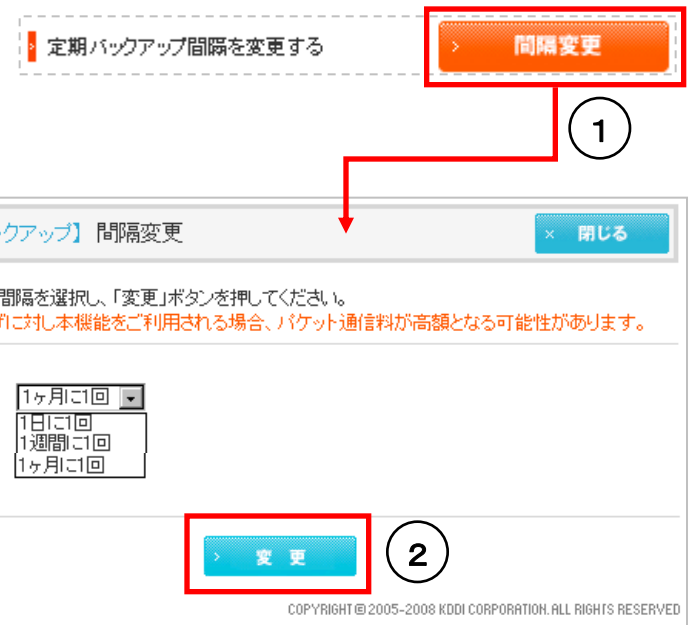 定期バックアップ間隔を変更する
間隔変更
1
クアップ】 間隔変更
× 閉じる
間隔を選択し、「変更」ボタンを押してください。
に対し本機能をご利用される場合、パケット通信料が高額となる可能性があります。
1ヶ月に1回
1日に1回
1週間に1回
1ヶ月に1回
変 更
2
COPYRIGHT © 2005-2008 KDDI CORPORATION. ALL RIGHTS RESERVED